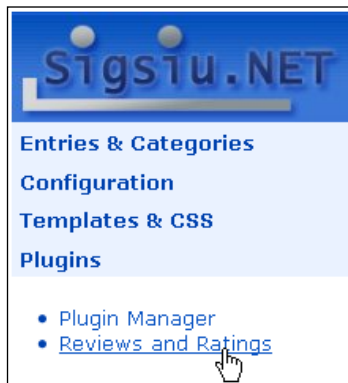 Sigsiu.NET
Entries & Categories
Configuration
Templates & CSS
Plugins
Plugin Manager
Reviews and Ratings